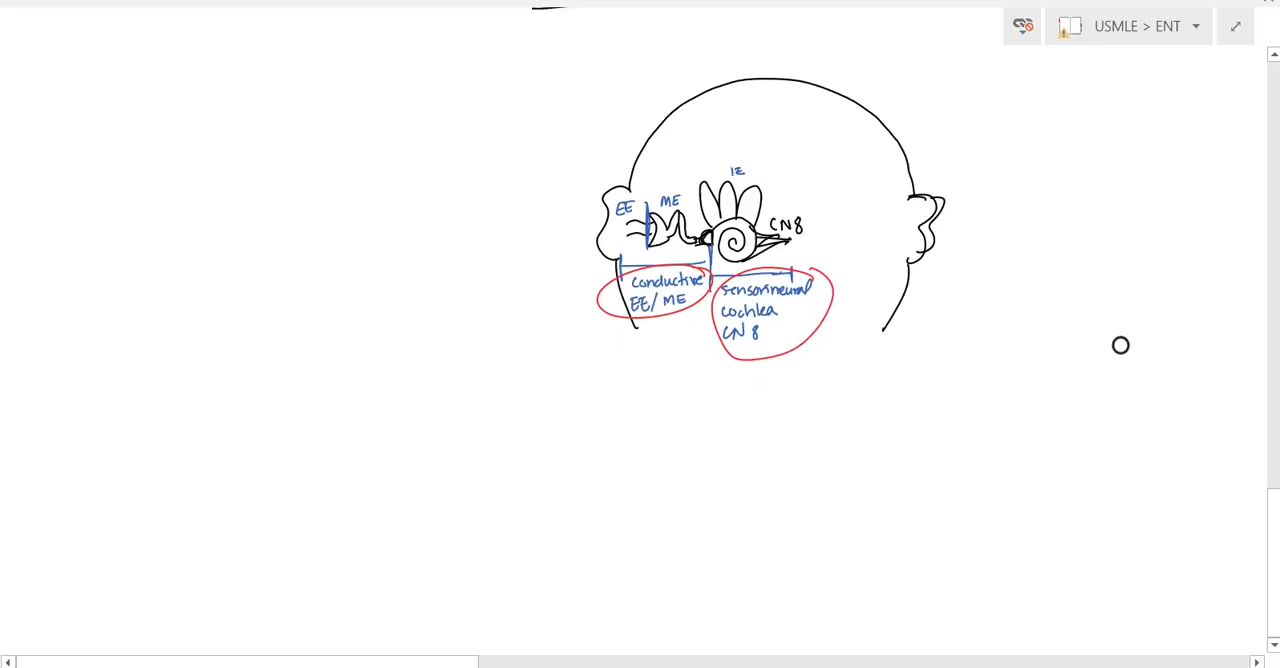 USMLE > ENT
IE
EE
ME
CN8
conductive
EE/ME
sensorineural
cochlea
CN 8